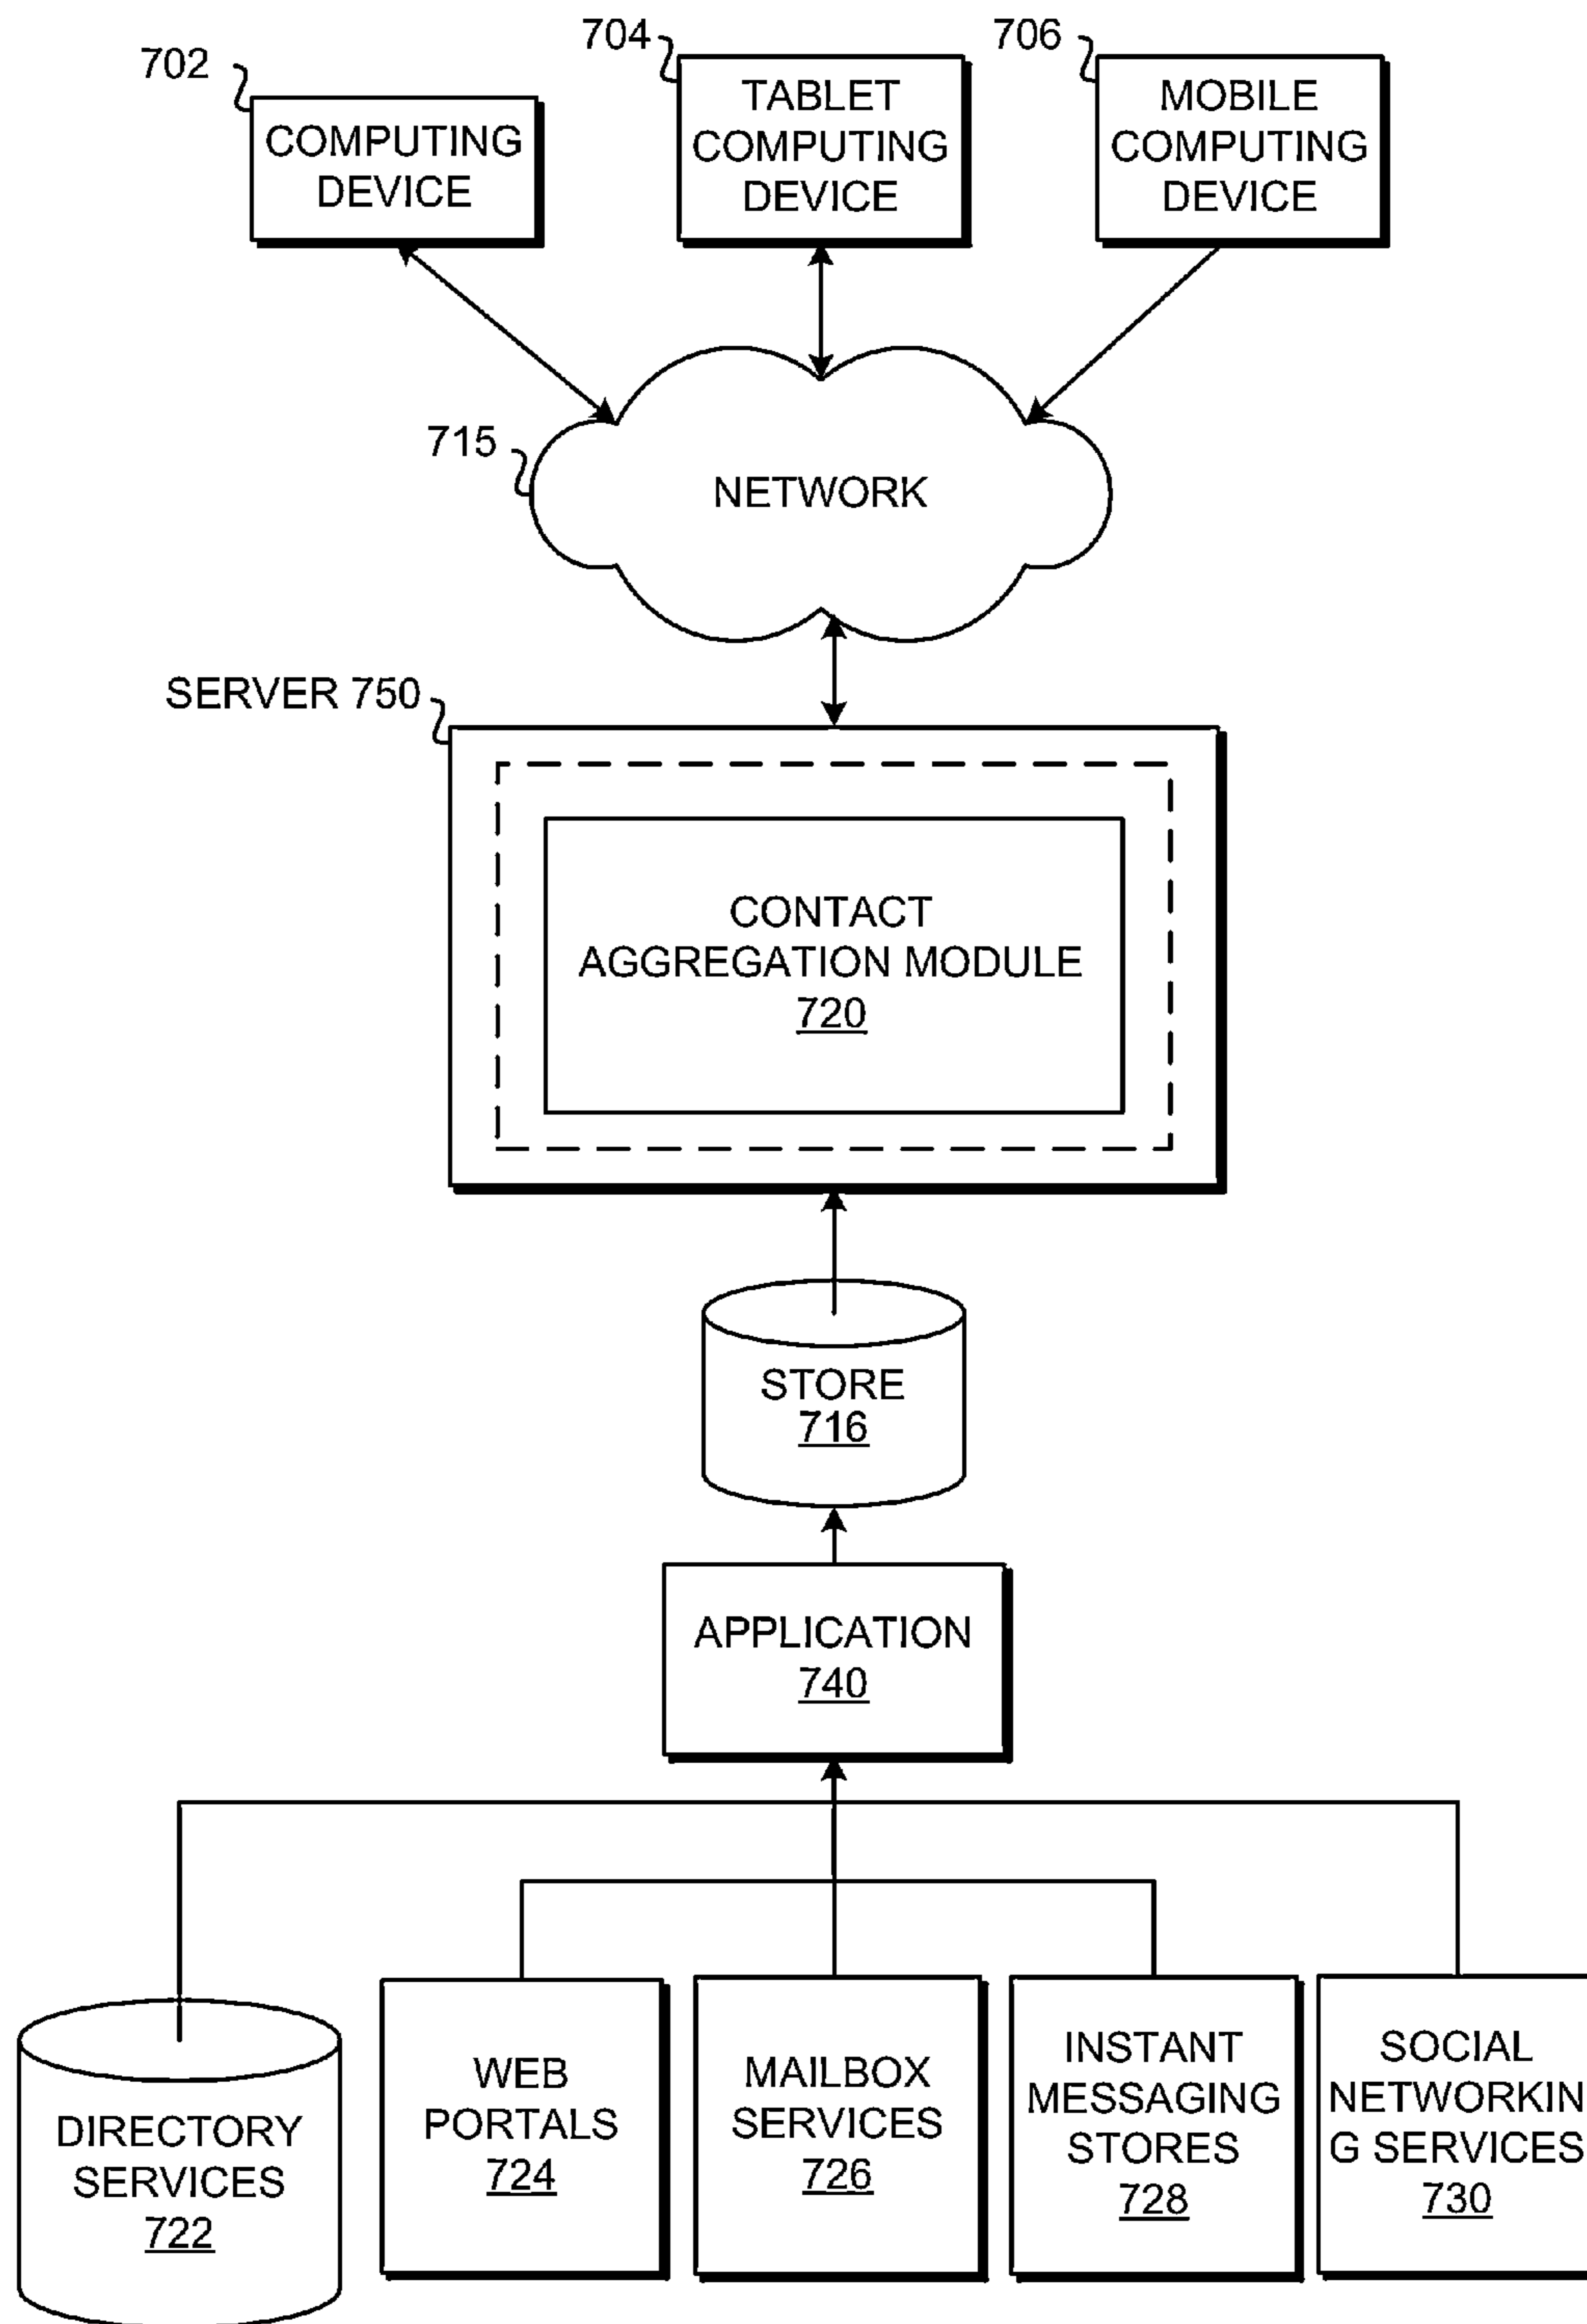 702
704
706
COMPUTING
DEVICE
TABLET
COMPUTING
DEVICE
MOBILE
COMPUTING
DEVICE
715
NETWORK
SERVER 750
CONTACT
AGGREGATION MODULE
720
STORE
716
APPLICATION
740
DIRECTORY
SERVICES
722
WEB
PORTALS
724
MAILBOX
SERVICES
726
INSTANT
MESSAGING
STORES
728
SOCIAL
NETWORKIN
G SERVICES
730